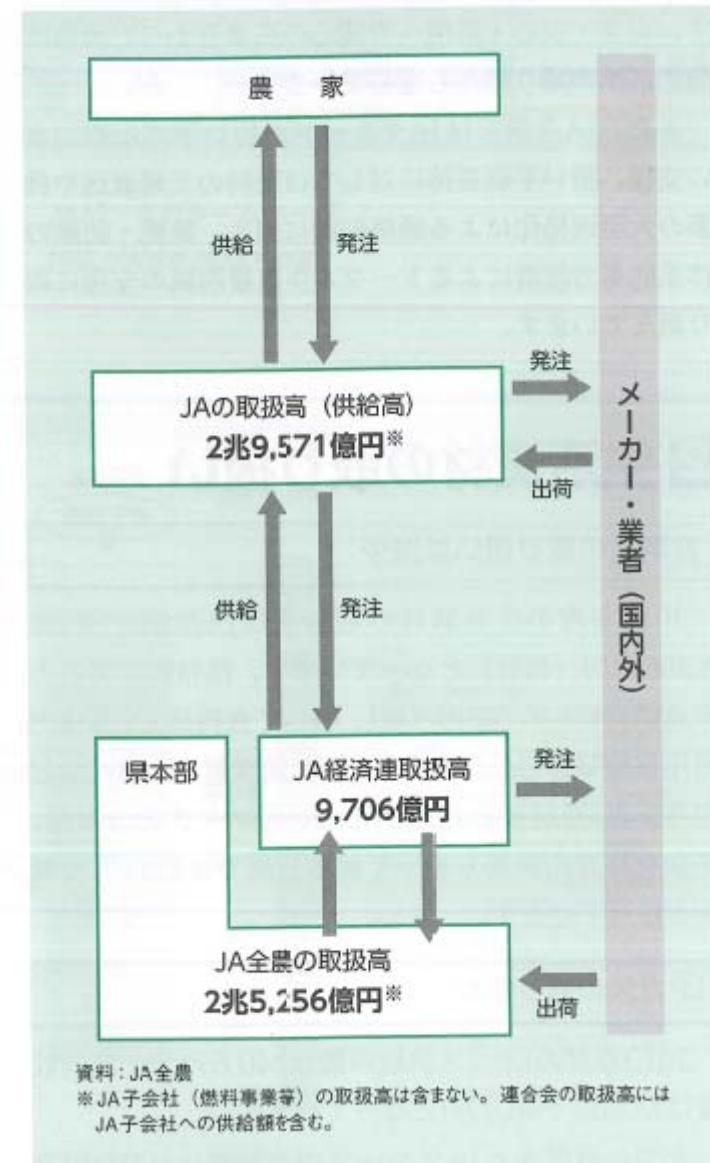 農　家
供給
発注
JAの取扱高（供給高）
2兆9,571億円※
発注
出荷
メーカー・業者（国内外）
供給
発注
県本部
JA経済連取扱高
9,706億円
発注
JA全農の取扱高
2兆5,256億円※
出荷
資料：JA全農
※JA子会社（燃料事業等）の取扱高は含まない。連合会の取扱高には
JA子会社への供給額を含む。